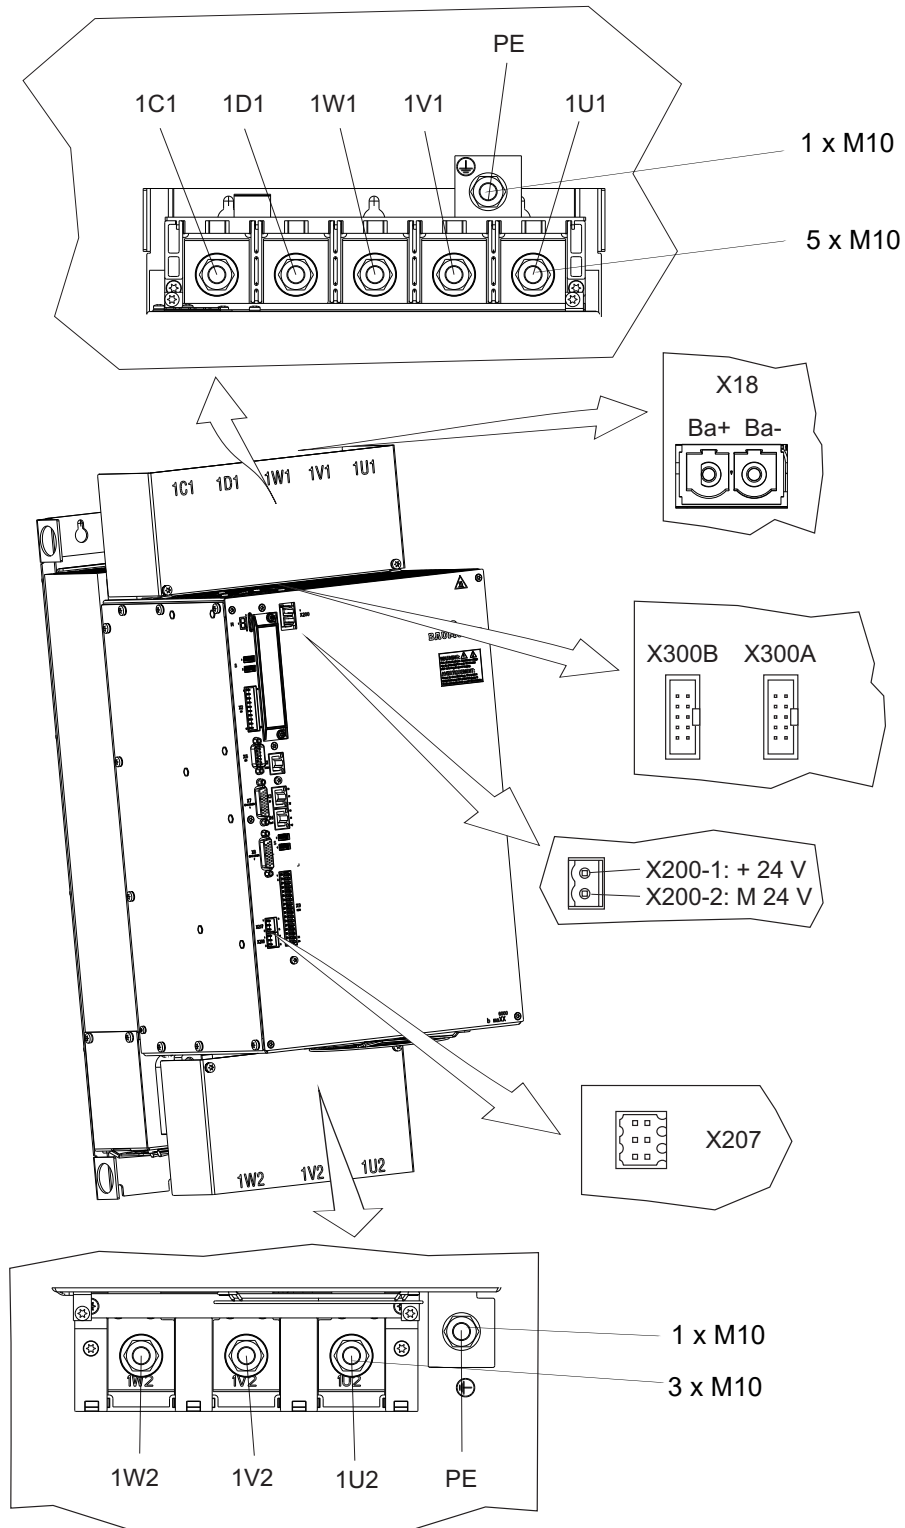 PE
1C1 1D1 1W1 1V1 1U1
1 x M10
5 x M10
X18
Ba+ Ba-
1C1 1D1 1W1 1V1 1U1
X300B X300A
X200-1: + 24 V
X200-2: M 24 V
X207
1W2 1V2 1U2
1 x M10
1W2 1V2 1U2
3 x M10
1W2 1V2 1U2 PE